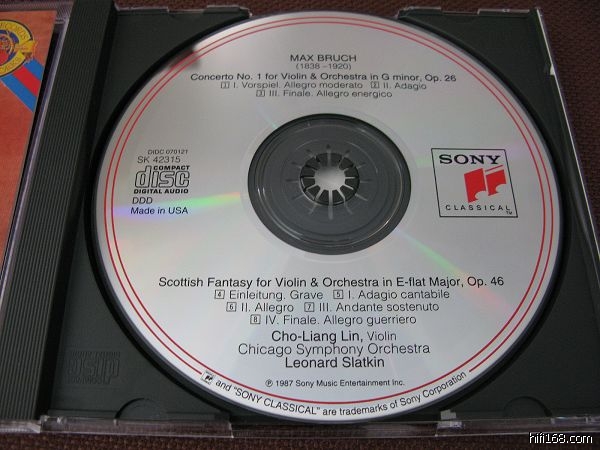 MAX BRUCH
(1838 –1920)
Concerto No. 1 for Violin & Orchestra in G minor, Op. 26
1 I. Vorspiel. Allegro moderato 2 II. Adagio
3 III. Finale. Allegro energico
DIDC 070121
SK 42315
COMPACT
disc
DIGITAL AUDIO
DDD
Made in USA
SONY
CLASSICAL™
Scottish Fantasy for Violin & Orchestra in E-flat Major, Op. 46
4 Einleitung. Grave 5 I. Adagio cantabile
6 II. Allegro 7 III. Andante sostenuto
8 IV. Finale. Allegro guerriero
Cho-Liang Lin, Violin
Chicago Symphony Orchestra
Leonard Slatkin
℗ 1987 Sony Music Entertainment Inc.
and "SONY CLASSICAL" are trademarks of Sony Corporation
hifi168.com